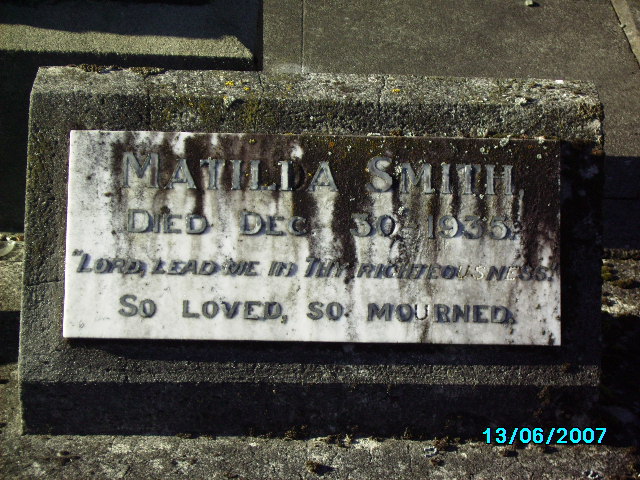 MATILDA SMITH,
DIED DEC. 30. 1935.
"LORD, LEAD ME IN THY RIGHTEOUSNESS.
SO LOVED, SO MOURNED.
13/06/2007